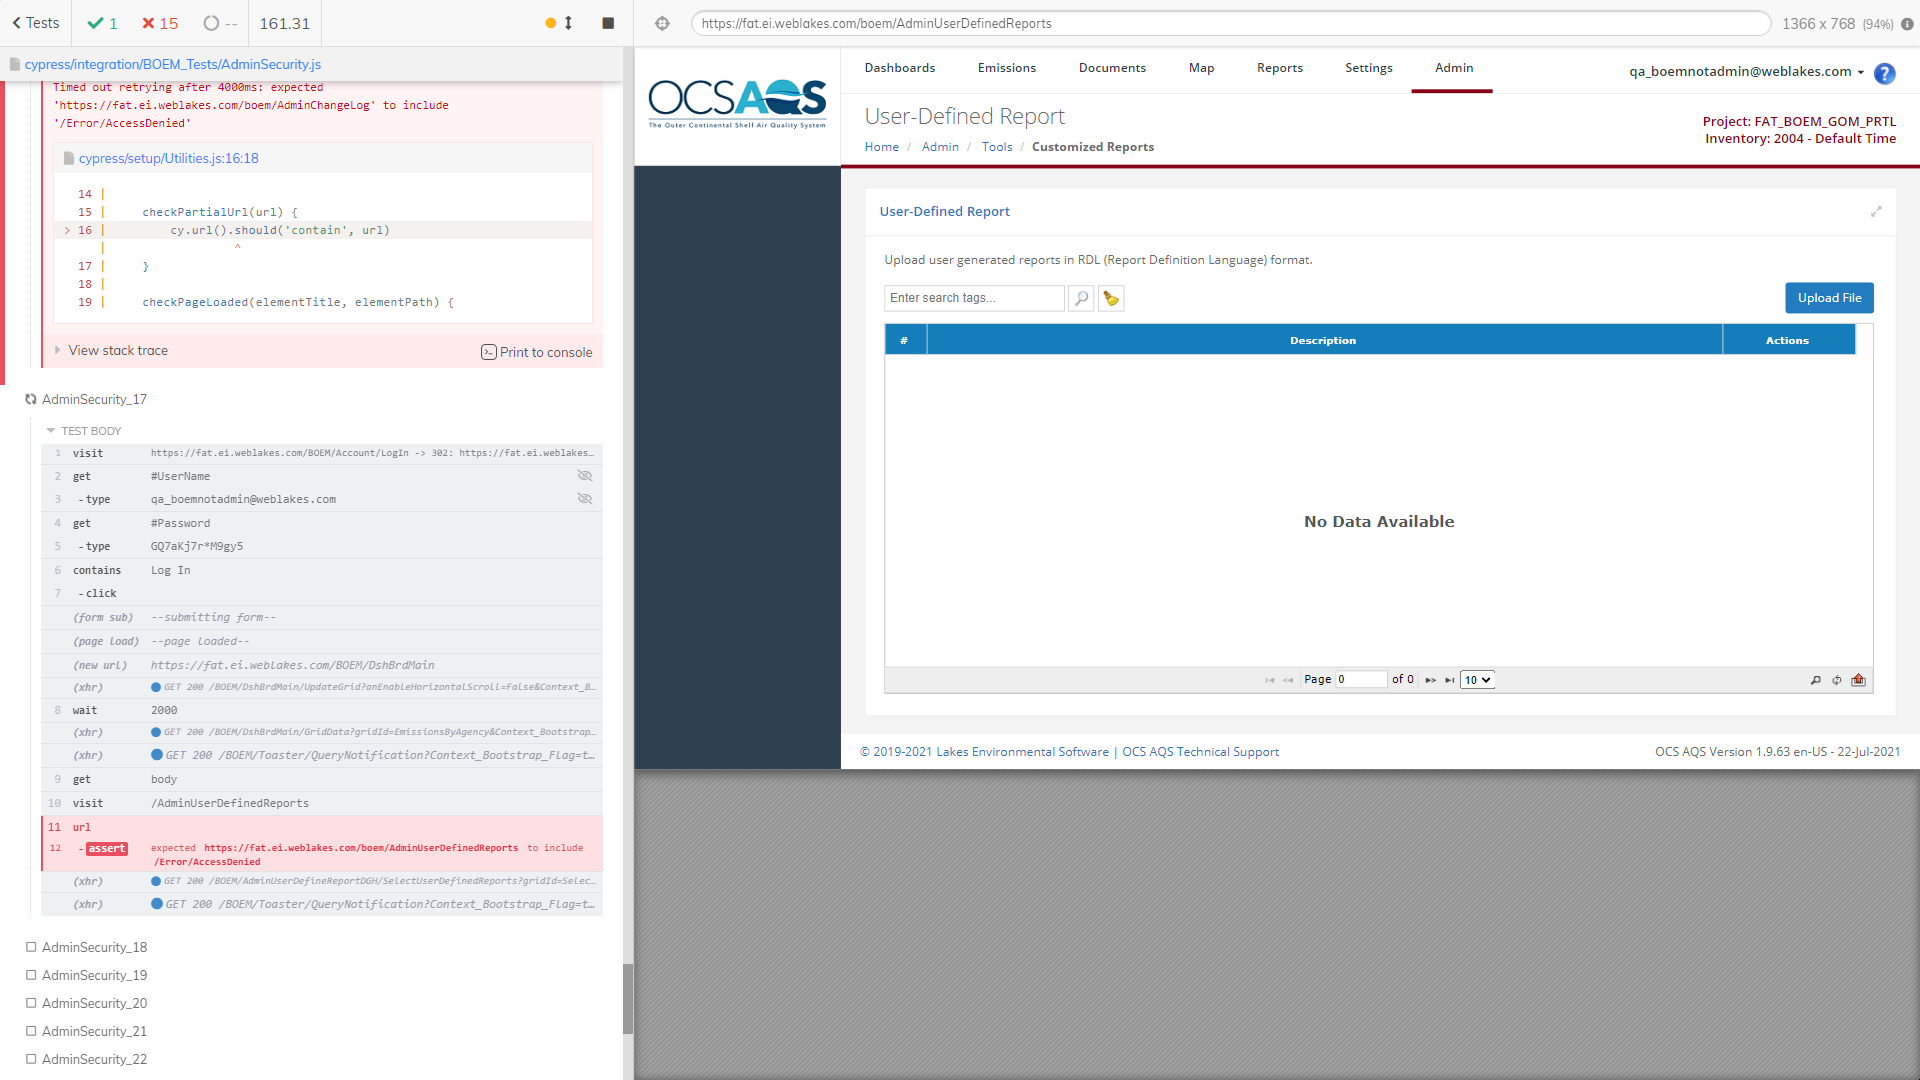 Tests
1
15
--
161.31
cypress/integration/BOEM_Tests/AdminSecurity.js
Timed out retrying after 4000ms: expected
'https://fat.ei.weblakes.com/boem/AdminChangeLog' to include
'/Error/AccessDenied'
cypress/setup/Utilities.js:16:18
14 |
15 | checkPartialUrl(url) {
> 16 | cy.url().should('contain', url)
| ^
17 | }
18 |
19 | checkPageLoaded(elementTitle, elementPath) {
View stack trace
Print to console
AdminSecurity_17
TEST BODY
1 visit https://fat.ei.weblakes.com/BOEM/Account/LogIn -> 302: https://fat.ei.weblakes…
2 get #UserName
3 -type qa_boemnotadmin@weblakes.com
4 get #Password
5 -type GQ7aKj7r*M9gy5
6 contains Log In
7 -click
(form sub) --submitting form--
(page load) --page loaded--
(new url) https://fat.ei.weblakes.com/BOEM/DshBrdMain
(xhr) GET 200 /BOEM/DshBrdMain/UpdateGrid?anEnableHorizontalScroll=False&Context_B…
8 wait 2000
(xhr) GET 200 /BOEM/DshBrdMain/GridData?gridId=EmissionsByAgency&Context_Bootstrap…
(xhr) GET 200 /BOEM/Toaster/QueryNotification?Context_Bootstrap_Flag=t…
9 get body
10 visit /AdminUserDefinedReports
11 url
12 -assert expected https://fat.ei.weblakes.com/boem/AdminUserDefinedReports to include
/Error/AccessDenied
(xhr) GET 200 /BOEM/AdminUserDefineReportDGH/SelectUserDefinedReports?gridId=Selec…
(xhr) GET 200 /BOEM/Toaster/QueryNotification?Context_Bootstrap_Flag=t…
AdminSecurity_18
AdminSecurity_19
AdminSecurity_20
AdminSecurity_21
AdminSecurity_22
https://fat.ei.weblakes.com/boem/AdminUserDefinedReports
1366 x 768 (94%)
OCSAQS
The Outer Continental Shelf Air Quality System
Dashboards Emissions Documents Map Reports Settings Admin
qa_boemnotadmin@weblakes.com
?
User-Defined Report
Home / Admin / Tools / Customized Reports
Project: FAT_BOEM_GOM_PRTL
Inventory: 2004 - Default Time
User-Defined Report
Upload user generated reports in RDL (Report Definition Language) format.
Enter search tags...
Upload File
# Description Actions
No Data Available
Page 0 of 0 10
© 2019-2021 Lakes Environmental Software | OCS AQS Technical Support
OCS AQS Version 1.9.63 en-US - 22-Jul-2021